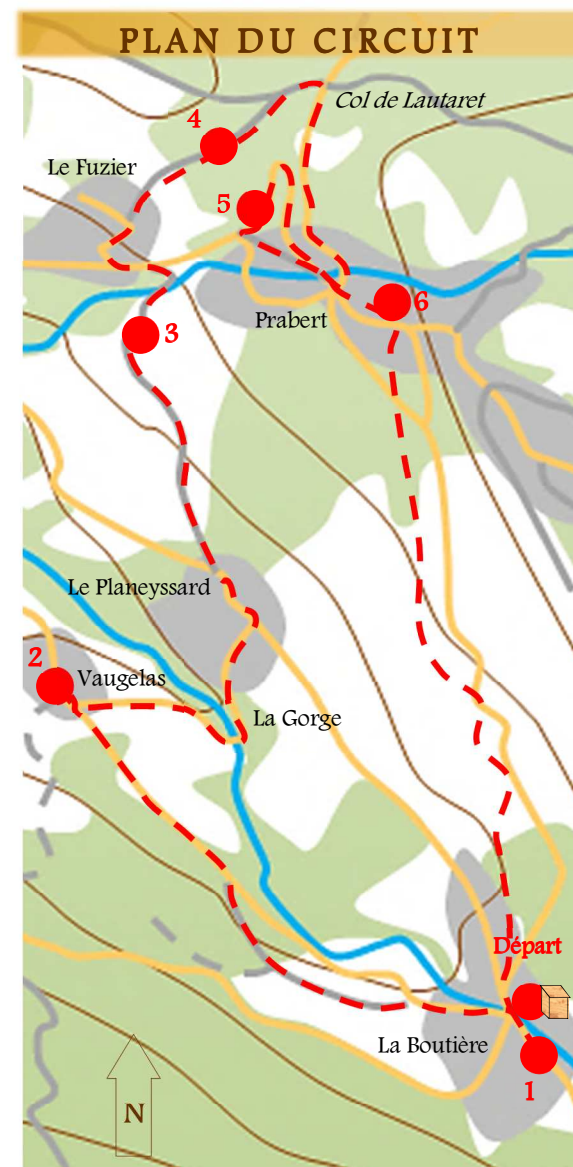 PLAN DU CIRCUIT
Col de Lautaret
4
Le Fuzier
5
6
Prabert
3
Le Planeyssard
2
Vaugelas
La Gorge
Départ
La Boutière
1
N